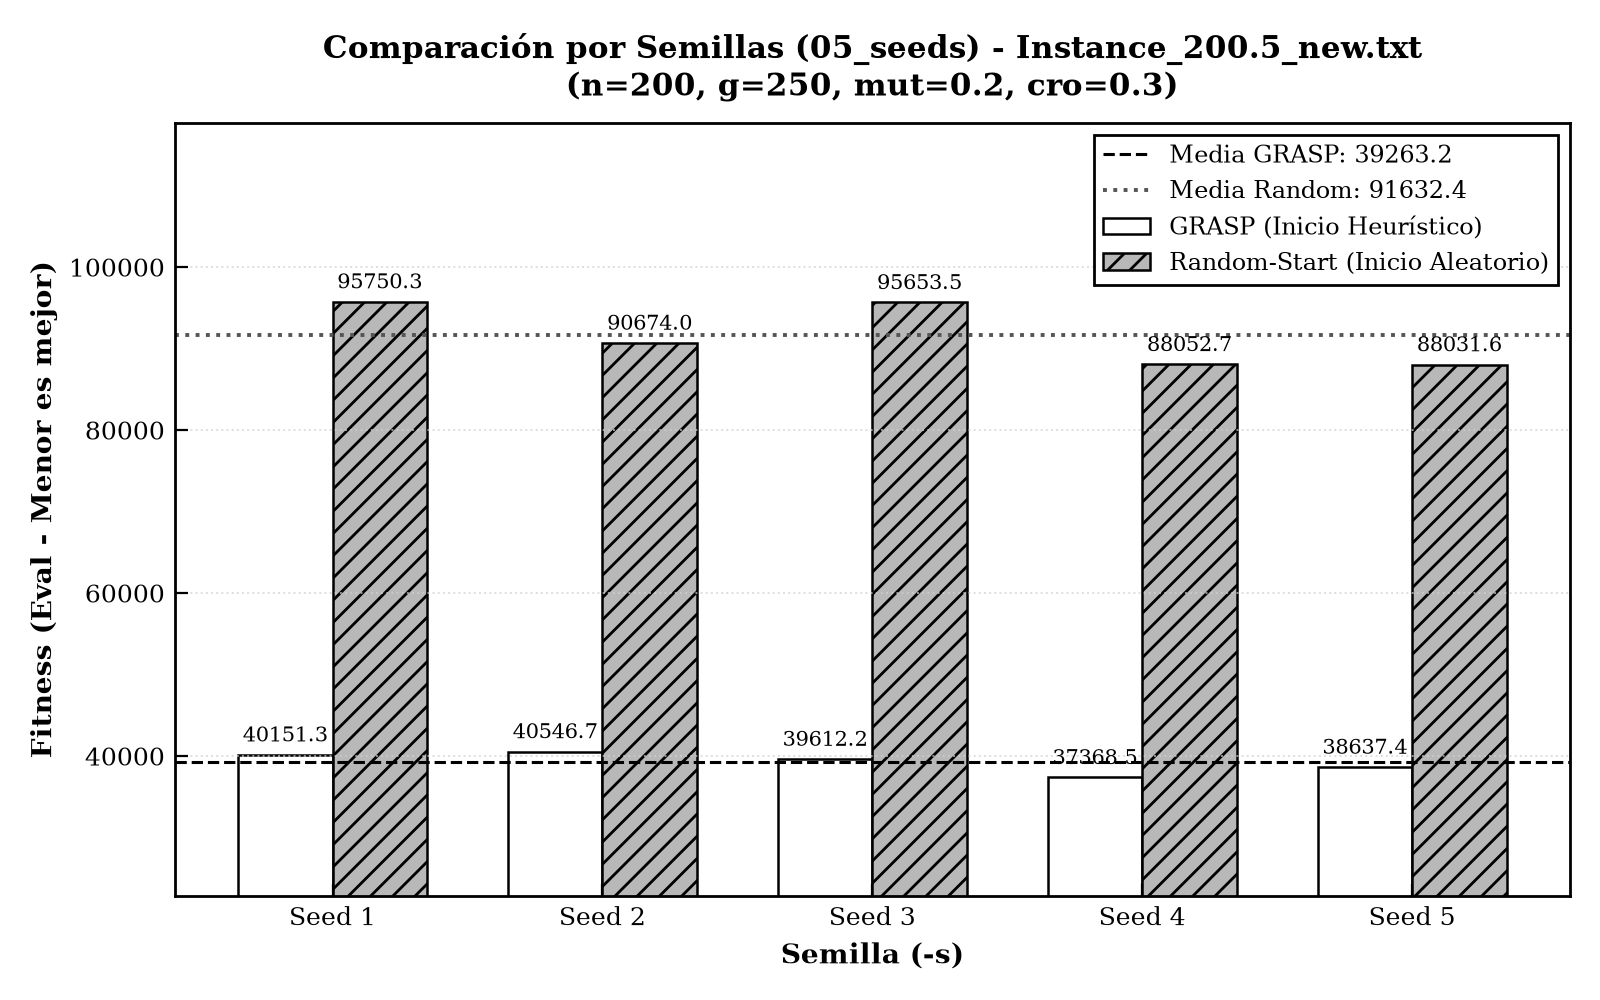 Comparación por Semillas (05_seeds) - Instance_200.5_new.txt
(n=200, g=250, mut=0.2, cro=0.3)
Media GRASP: 39263.2
Media Random: 91632.4
GRASP (Inicio Heurístico)
Random-Start (Inicio Aleatorio)
Fitness (Eval - Menor es mejor)
100000
80000
60000
40000
40151.3
95750.3
40546.7
90674.0
39612.2
95653.5
37368.5
88052.7
38637.4
88031.6
Seed 1
Seed 2
Seed 3
Seed 4
Seed 5
Semilla (-s)